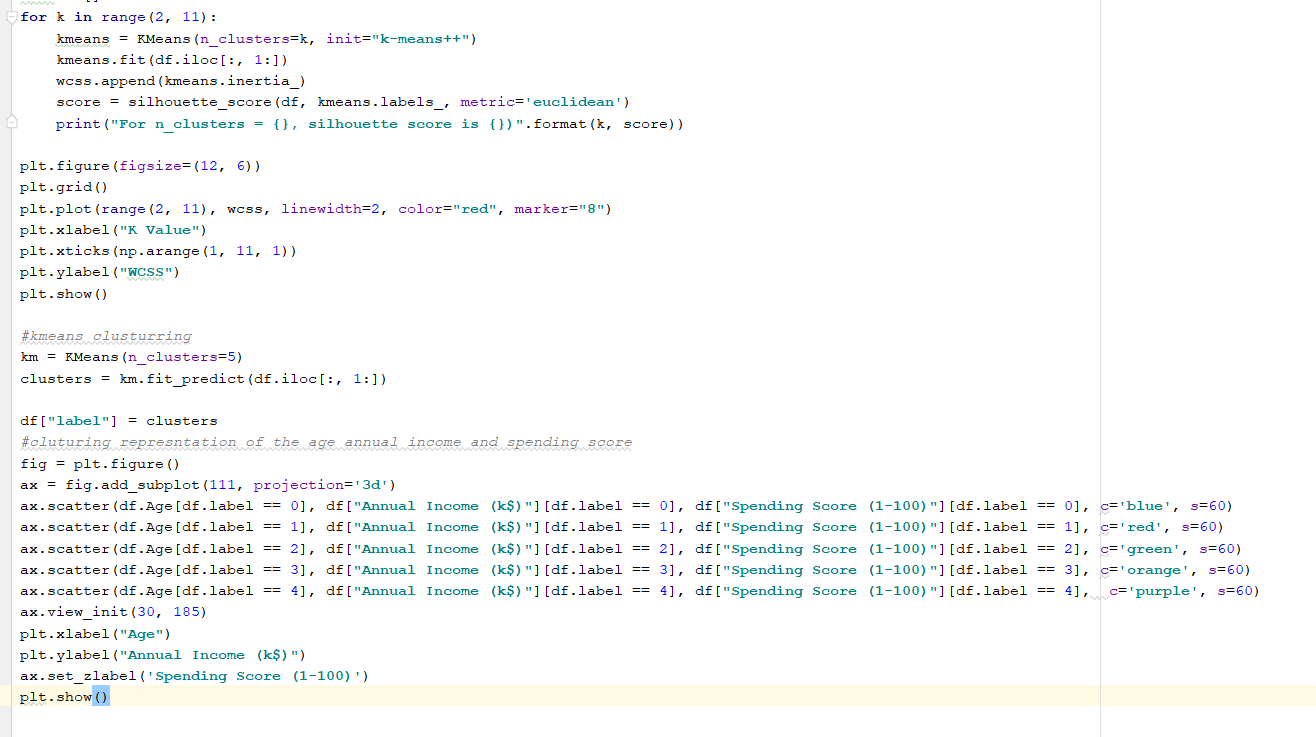 for k in range(2, 11):
    kmeans = KMeans(n_clusters=k, init="k-means++")
    kmeans.fit(df.iloc[:, 1:])
    wcss.append(kmeans.inertia_)
    score = silhouette_score(df, kmeans.labels_, metric='euclidean')
    print("For n_clusters = {}, silhouette score is {})".format(k, score))

plt.figure(figsize=(12, 6))
plt.grid()
plt.plot(range(2, 11), wcss, linewidth=2, color="red", marker="8")
plt.xlabel("K Value")
plt.xticks(np.arange(1, 11, 1))
plt.ylabel("WCSS")
plt.show()

#kmeans clusturring
km = KMeans(n_clusters=5)
clusters = km.fit_predict(df.iloc[:, 1:])

df["label"] = clusters
#cluturing represntation of the age annual income and spending score
fig = plt.figure()
ax = fig.add_subplot(111, projection='3d')
ax.scatter(df.Age[df.label == 0], df["Annual Income (k$)"][df.label == 0], df["Spending Score (1-100)"][df.label == 0], c='blue', s=60)
ax.scatter(df.Age[df.label == 1], df["Annual Income (k$)"][df.label == 1], df["Spending Score (1-100)"][df.label == 1], c='red', s=60)
ax.scatter(df.Age[df.label == 2], df["Annual Income (k$)"][df.label == 2], df["Spending Score (1-100)"][df.label == 2], c='green', s=60)
ax.scatter(df.Age[df.label == 3], df["Annual Income (k$)"][df.label == 3], df["Spending Score (1-100)"][df.label == 3], c='orange', s=60)
ax.scatter(df.Age[df.label == 4], df["Annual Income (k$)"][df.label == 4], df["Spending Score (1-100)"][df.label == 4],  c='purple', s=60)
ax.view_init(30, 185)
plt.xlabel("Age")
plt.ylabel("Annual Income (k$)")
ax.set_zlabel('Spending Score (1-100)')
plt.show()